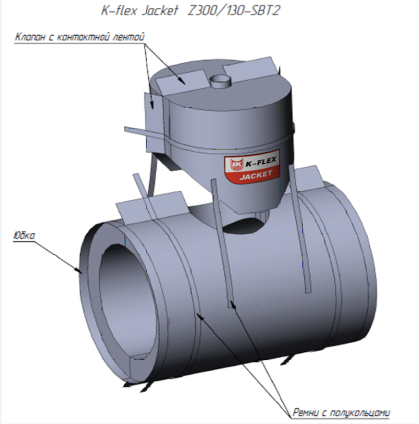 K-flex Jacket Z300/130-SBT2
Клапан с контактной лентой
K-FLEX
JACKET
Юбка
Ремни с полукольцами